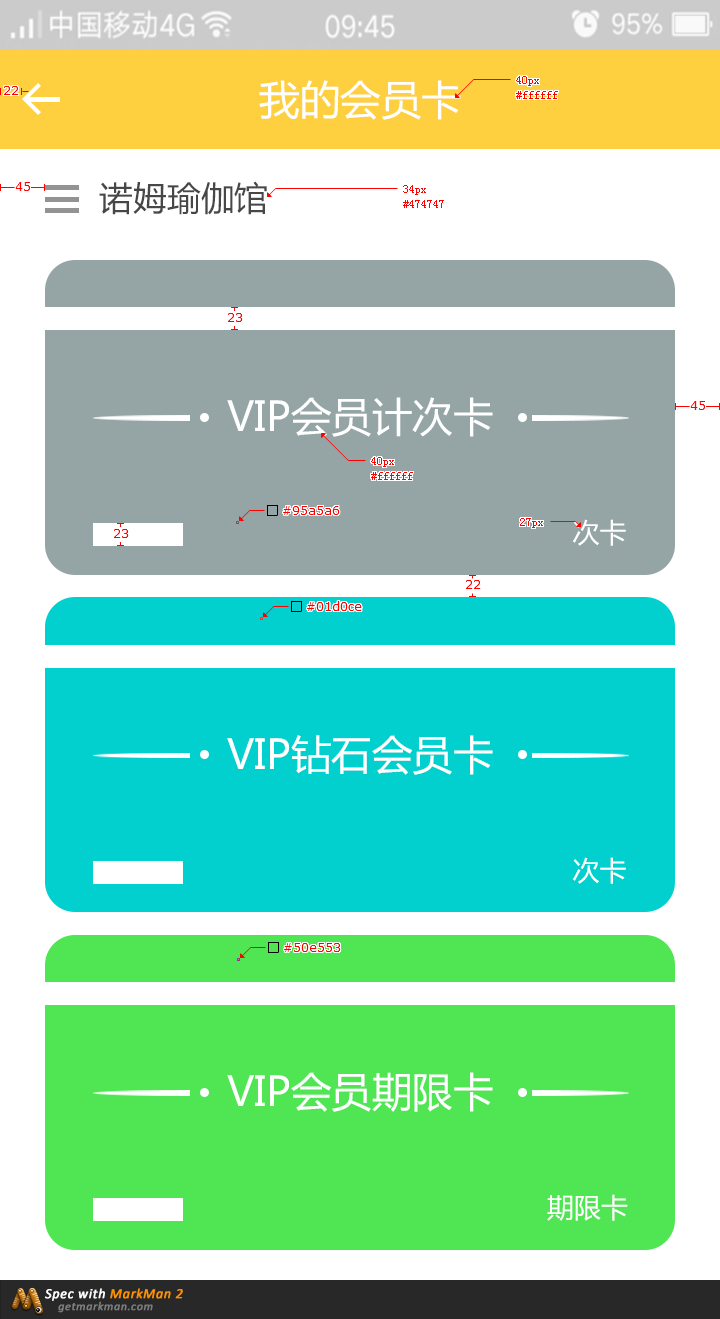 中国移动4G 09:45 95%
22 我的会员卡 40px
#ffffff
45 诺姆瑜伽馆 34px
#474747
23
45
VIP会员计次卡
40px
#ffffff
#95a5a6
23 27px 次卡
22
#01d0ce
VIP钻石会员卡
次卡
#50e553
VIP会员期限卡
期限卡
Spec with MarkMan 2
getmarkman.com